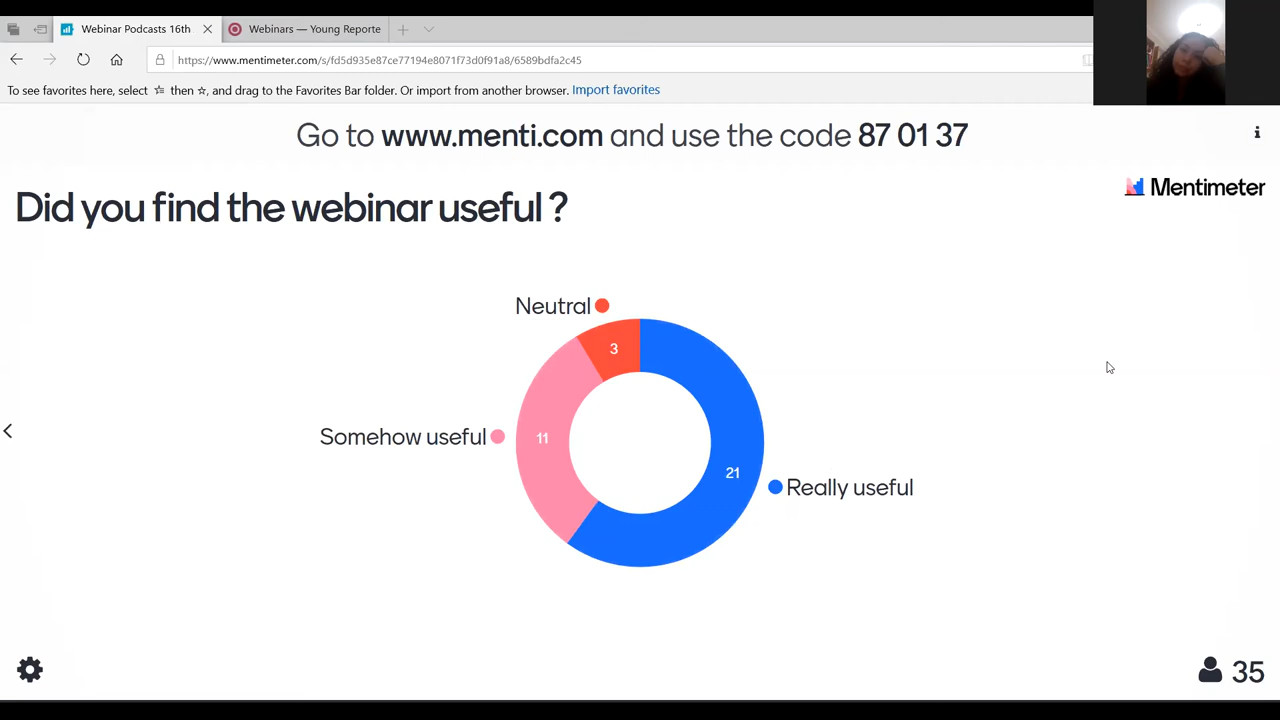 Webinar Podcasts 16th
Webinars — Young Reporte
https://www.mentimeter.com/s/fd5d935e87ce77194e8071f73d0f91a8/6589bdfa2c45
To see favorites here, select then ☆, and drag to the Favorites Bar folder. Or import from another browser. Import favorites
Go to www.menti.com and use the code 87 01 37
Mentimeter
Did you find the webinar useful ?
Neutral
3
Somehow useful
11
21
Really useful
35